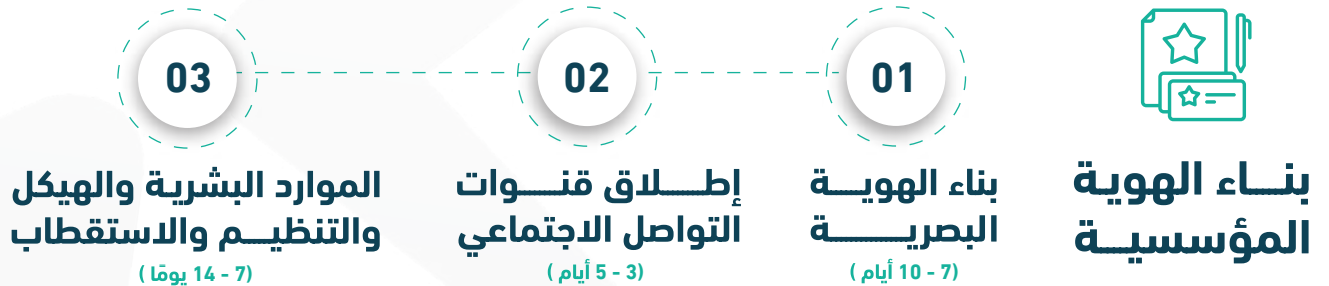 بناء الهوية
المؤسسية
01
بناء الهوية
البصرية
(7 - 10 أيام )
02
إطلاق قنوات
التواصل الاجتماعي
(3 - 5 أيام )
03
الموارد البشرية والهيكل
والتنظيم والاستقطاب
(7 - 14 يومًا )